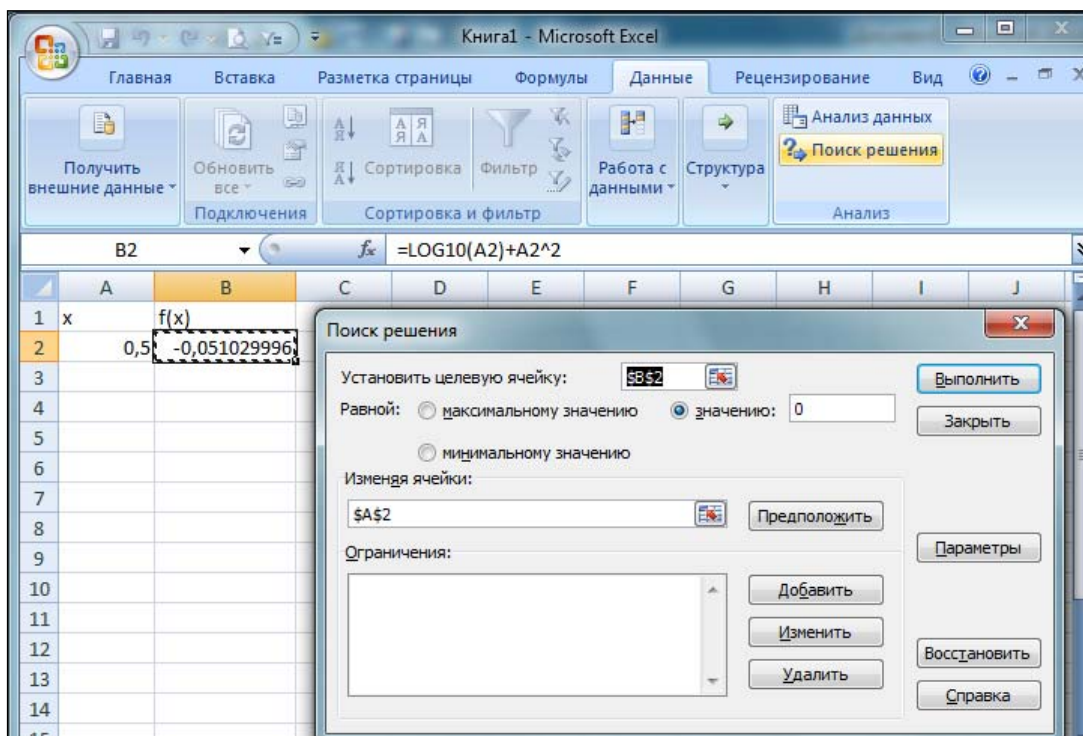 Книга1 - Microsoft Excel
Главная Вставка Разметка страницы Формулы Данные Рецензирование Вид
Получить внешние данные
Обновить все
Подключения
А Я
Я А
А Я
Я А
Сортировка
Фильтр
Сортировка и фильтр
Работа с данными
Структура
Анализ данных
Поиск решения
Анализ
B2 fx =LOG10(A2)+A2^2
A B C D E F G H I J
1 x f(x)
2 0,5 -0,051029996
3
4
5
6
7
8
9
10
11
12
13
14
15
Поиск решения
Установить целевую ячейку: $B$2 Выполнить
Равной: максимальному значению значению: 0 Закрыть
минимальному значению
Изменяя ячейки:
$A$2 Предположить
Ограничения: Параметры
Добавить
Изменить
Восстановить
Удалить
Справка